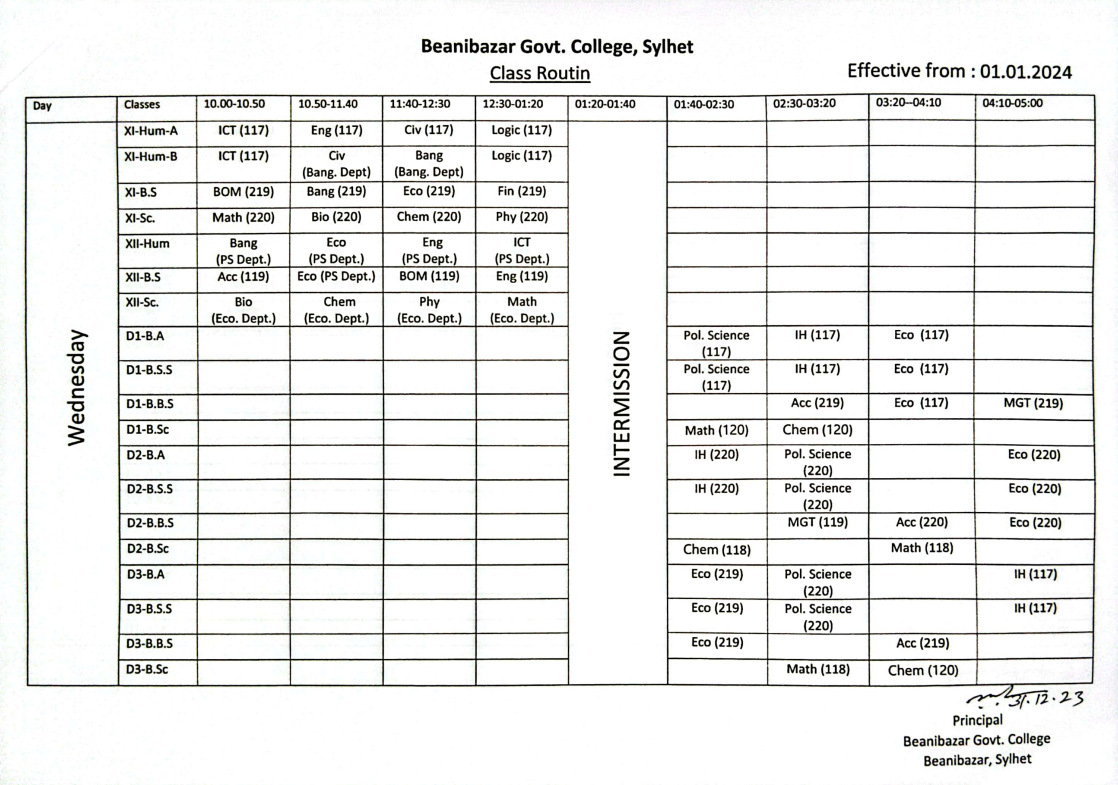 Beanibazar Govt. College, Sylhet
Class Routin
Effective from : 01.01.2024
Day Classes 10.00-10.50 10.50-11.40 11:40-12:30 12:30-01:20 01:20-01:40 01:40-02:30 02:30-03:20 03:20--04:10 04:10-05:00
Wednesday
INTERMISSION
XI-Hum-A ICT (117) Eng (117) Civ (117) Logic (117)
XI-Hum-B ICT (117) Civ Bang Logic (117)
(Bang. Dept) (Bang. Dept)
XI-B.S BOM (219) Bang (219) Eco (219) Fin (219)
XI-Sc. Math (220) Bio (220) Chem (220) Phy (220)
XII-Hum Bang Eco Eng ICT
(PS Dept.) (PS Dept.) (PS Dept.) (PS Dept.)
XII-B.S Acc (119) Eco (PS Dept.) BOM (119) Eng (119)
XII-Sc. Bio Chem Phy Math
(Eco. Dept.) (Eco. Dept.) (Eco. Dept.) (Eco. Dept.)
D1-B.A Pol. Science IH (117) Eco (117)
(117)
D1-B.S.S Pol. Science IH (117) Eco (117)
(117)
D1-B.B.S Acc (219) Eco (117) MGT (219)
D1-B.Sc Math (120) Chem (120)
D2-B.A IH (220) Pol. Science Eco (220)
(220)
D2-B.S.S IH (220) Pol. Science Eco (220)
(220)
D2-B.B.S MGT (119) Acc (220) Eco (220)
D2-B.Sc Chem (118) Math (118)
D3-B.A Eco (219) Pol. Science IH (117)
(220)
D3-B.S.S Eco (219) Pol. Science IH (117)
(220)
D3-B.B.S Eco (219) Acc (219)
D3-B.Sc Math (118) Chem (120)
31.12.23
Principal
Beanibazar Govt. College
Beanibazar, Sylhet